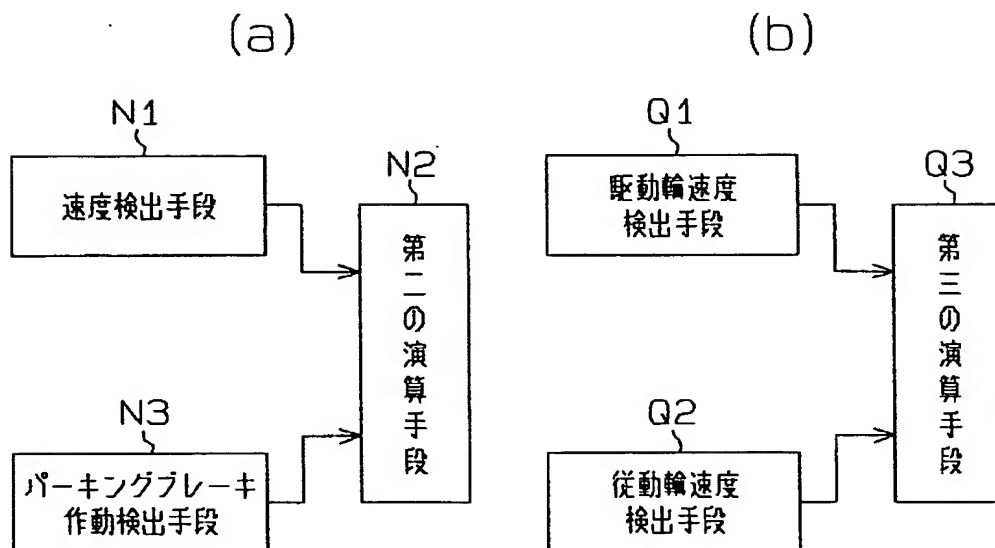 (a)
N1
速度検出手段
N2
第二の演算手段
N3
パーキングブレーキ
作動検出手段
(b)
Q1
駆動輪速度
検出手段
Q3
第三の演算手段
Q2
従動輪速度
検出手段